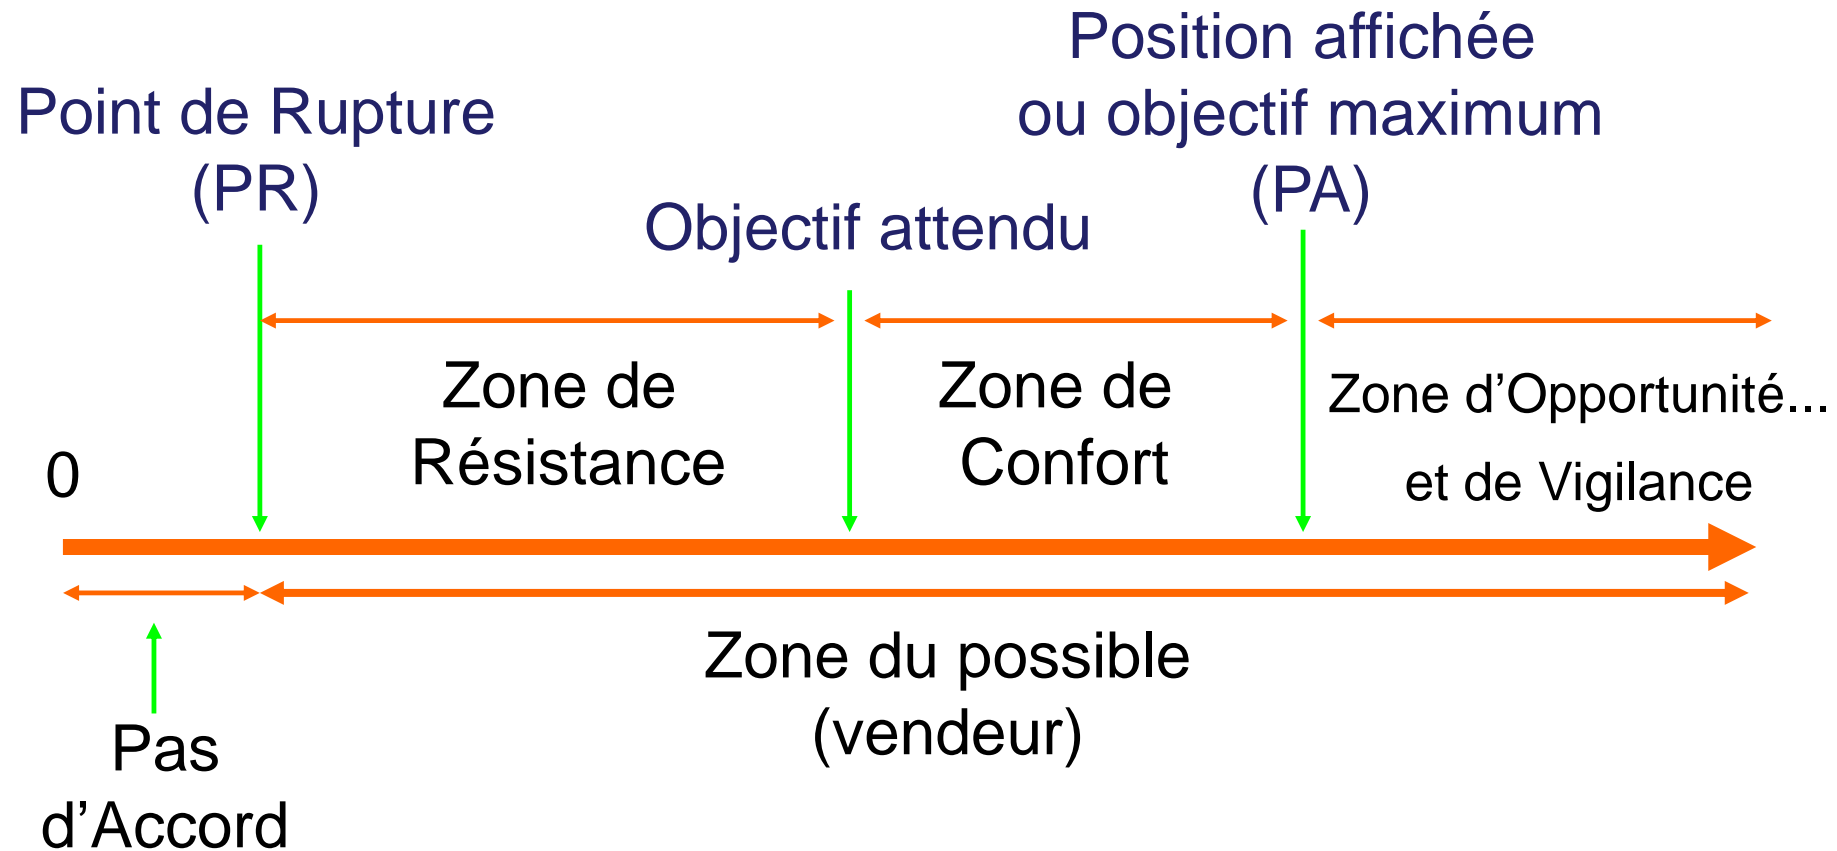 Position affichée
ou objectif maximum
(PA)
Point de Rupture
(PR)
Objectif attendu
Zone de
Résistance
Zone de
Confort
Zone d’Opportunité...
et de Vigilance
0
Zone du possible
(vendeur)
Pas
d’Accord